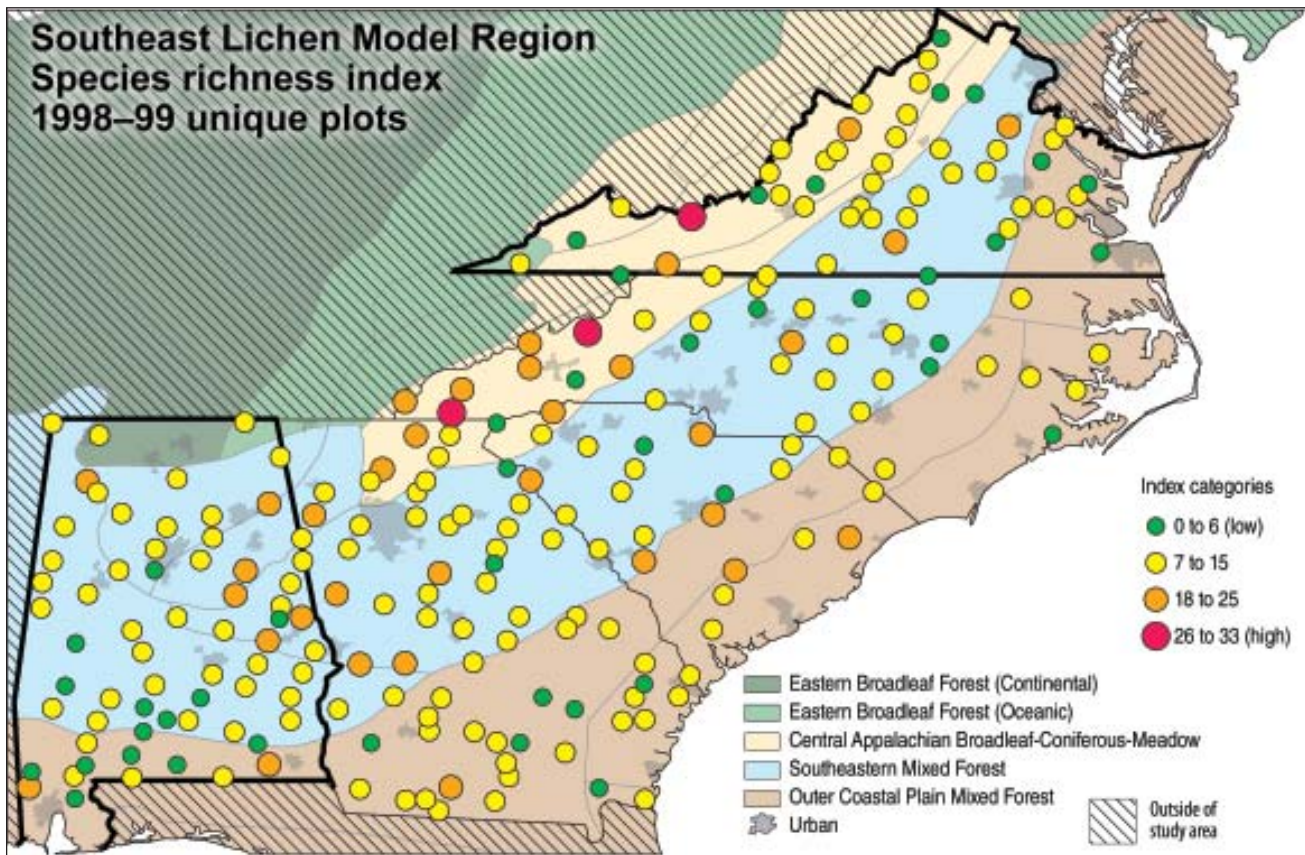 Southeast Lichen Model Region
Species richness index
1998–99 unique plots
Index categories
0 to 6 (low)
7 to 15
18 to 25
26 to 33 (high)
Eastern Broadleaf Forest (Continental)
Eastern Broadleaf Forest (Oceanic)
Central Appalachian Broadleaf-Coniferous-Meadow
Southeastern Mixed Forest
Outer Coastal Plain Mixed Forest
Urban
Outside of
study area